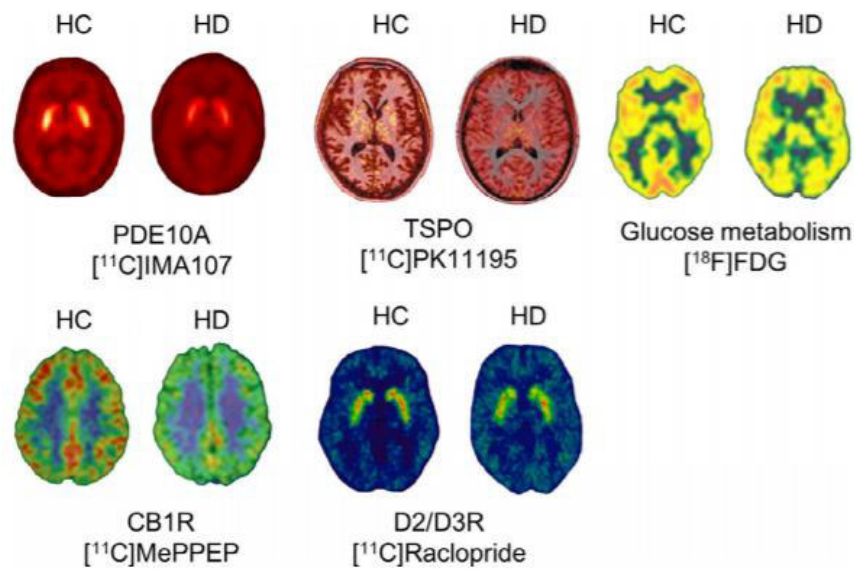 HC HD HC HD HC HD
PDE10A
[¹¹C]IMA107
TSPO
[¹¹C]PK11195
Glucose metabolism
[¹⁸F]FDG
HC HD HC HD
CB1R
[¹¹C]MePPEP
D2/D3R
[¹¹C]Raclopride